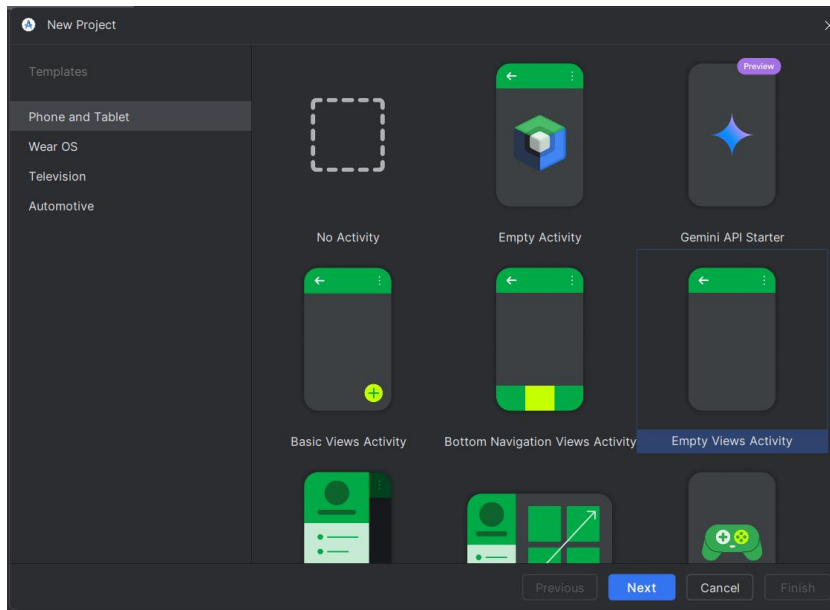 New Project
Templates
Phone and Tablet
Wear OS
Television
Automotive
Preview
No Activity
Empty Activity
Gemini API Starter
Basic Views Activity
Bottom Navigation Views Activity
Empty Views Activity
Previous
Next
Cancel
Finish